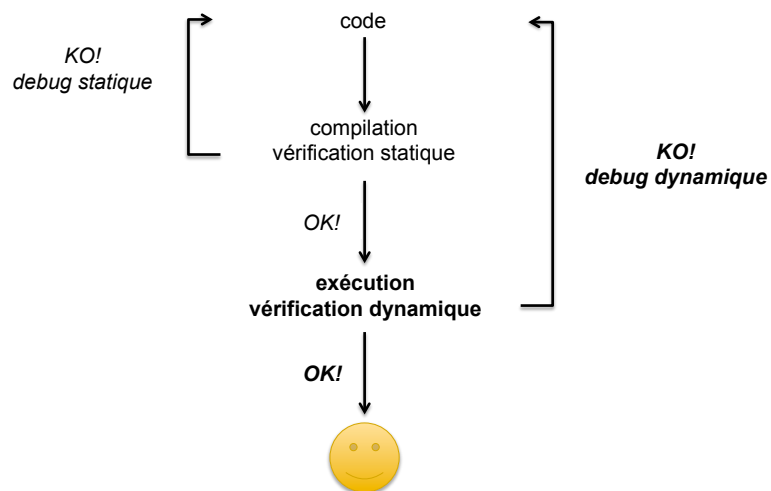 code
KO!
debug statique
compilation
vérification statique
KO!
debug dynamique
OK!
exécution
vérification dynamique
OK!